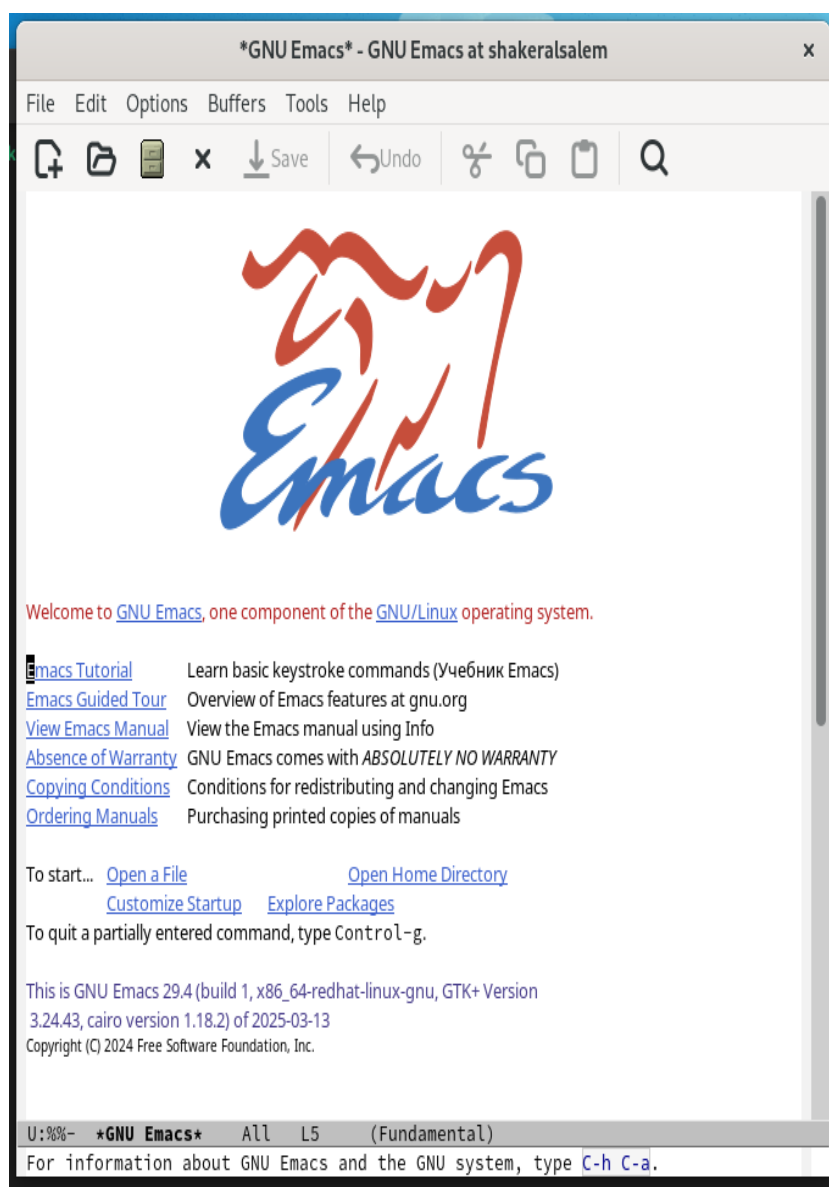 *GNU Emacs* - GNU Emacs at shakeralsalem x
File Edit Options Buffers Tools Help
Save Undo
Emacs
Welcome to GNU Emacs, one component of the GNU/Linux operating system.
Emacs Tutorial Learn basic keystroke commands (Учебник Emacs)
Emacs Guided Tour Overview of Emacs features at gnu.org
View Emacs Manual View the Emacs manual using Info
Absence of Warranty GNU Emacs comes with ABSOLUTELY NO WARRANTY
Copying Conditions Conditions for redistributing and changing Emacs
Ordering Manuals Purchasing printed copies of manuals
To start... Open a File Open Home Directory
Customize Startup Explore Packages
To quit a partially entered command, type Control-g.
This is GNU Emacs 29.4 (build 1, x86_64-redhat-linux-gnu, GTK+ Version
3.24.43, cairo version 1.18.2) of 2025-03-13
Copyright (C) 2024 Free Software Foundation, Inc.
U:%%- *GNU Emacs* All L5 (Fundamental)
For information about GNU Emacs and the GNU system, type C-h C-a.